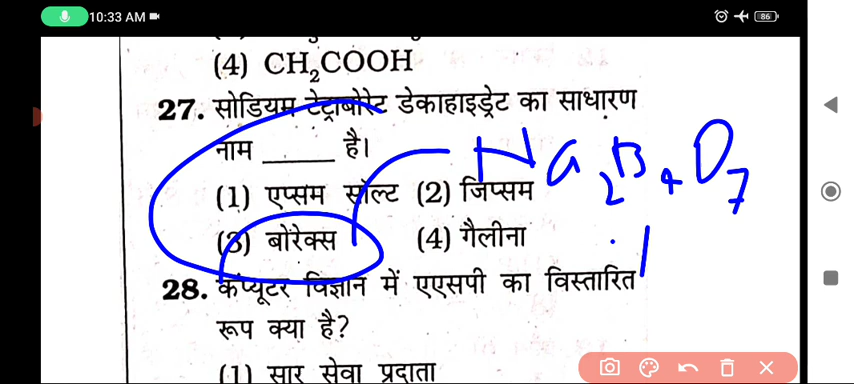 10:33 AM
86
(4) CH₂COOH
27. सोडियम टेट्राबोरेट डेकाहाइड्रेट का साधारण
नाम _____ है।
(1) एप्सम सॉल्ट (2) जिप्सम
(3) बोरेक्स (4) गैलीना
Na₂B₄O₇
28. कंप्यूटर विज्ञान में एएसपी का विस्तारित
रूप क्या है?
(1) सार सेवा प्रदाता